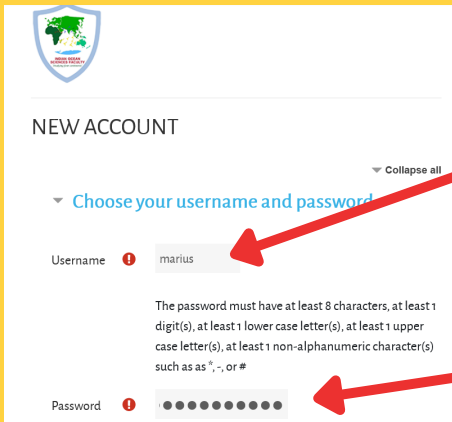 INDIAN OCEAN
SCIENCES FACULTY
NEW ACCOUNT
Collapse all
Choose your username and password
Username
marius
The password must have at least 8 characters, at least 1
digit(s), at least 1 lower case letter(s), at least 1 upper
case letter(s), at least 1 non-alphanumeric character(s)
such as as *, -, or #
Password